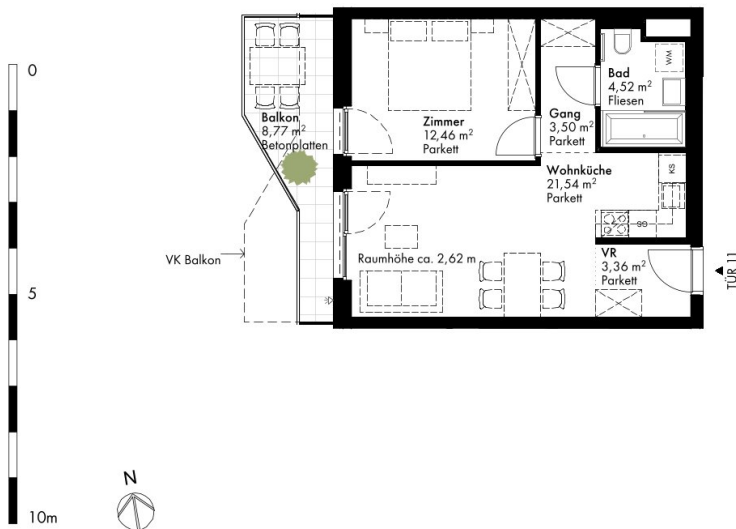 0
5
10m
N
VK Balkon
Balkon
8,77 m²
Betonplatten
Zimmer
12,46 m²
Parkett
Gang
3,50 m²
Parkett
Bad
4,52 m²
Fliesen
WM
Wohnküche
21,54 m²
Parkett
KS
GS
Raumhöhe ca. 2,62 m
VR
3,36 m²
Parkett
TÜR 11